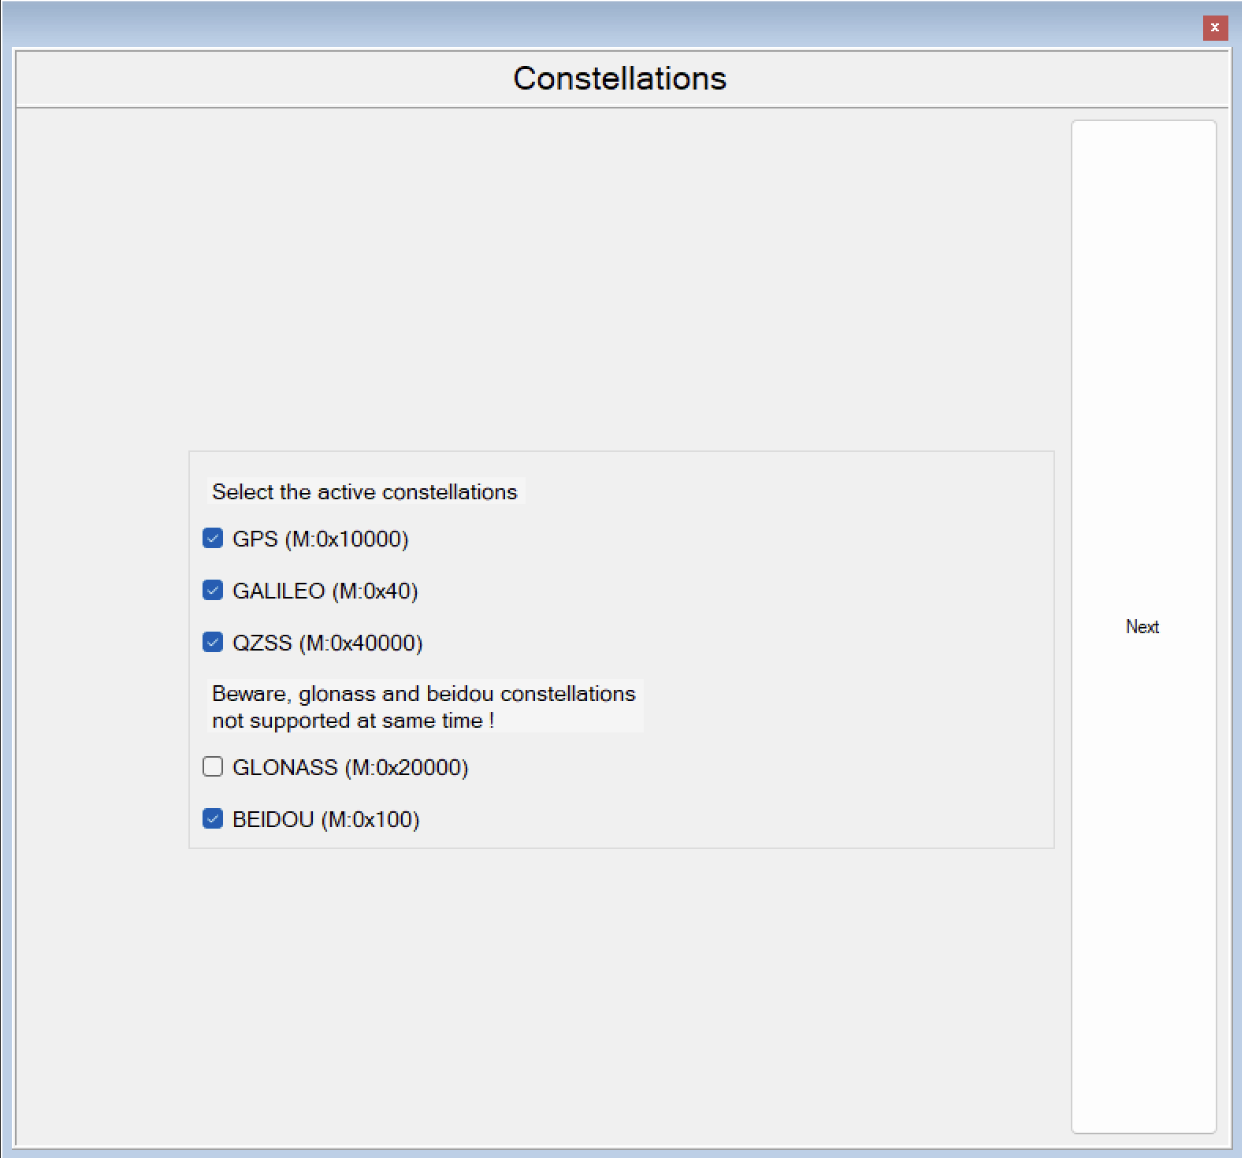 x
Constellations
Select the active constellations
GPS (M:0x10000)
GALILEO (M:0x40)
QZSS (M:0x40000)
Beware, glonass and beidou constellations
not supported at same time !
GLONASS (M:0x20000)
BEIDOU (M:0x100)
Next